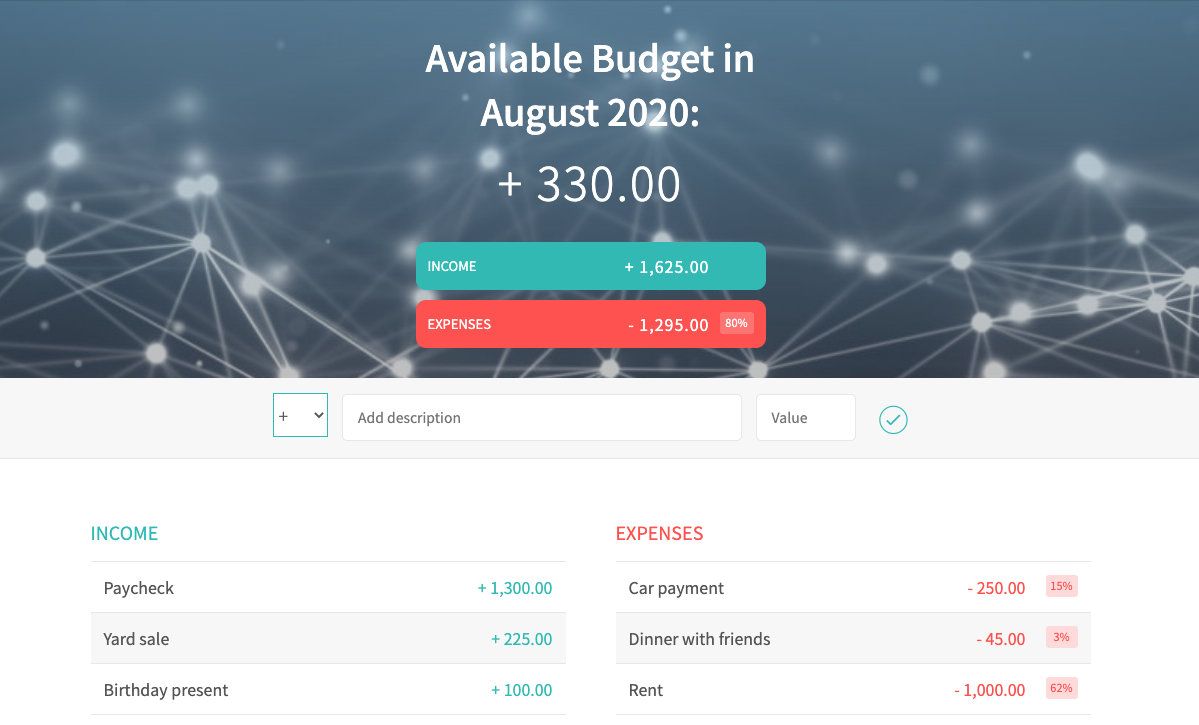 Available Budget in
August 2020:
+ 330.00
INCOME + 1,625.00
EXPENSES - 1,295.00 80%
+ Add description Value
INCOME
Paycheck + 1,300.00
Yard sale + 225.00
Birthday present + 100.00
EXPENSES
Car payment - 250.00 15%
Dinner with friends - 45.00 3%
Rent - 1,000.00 62%